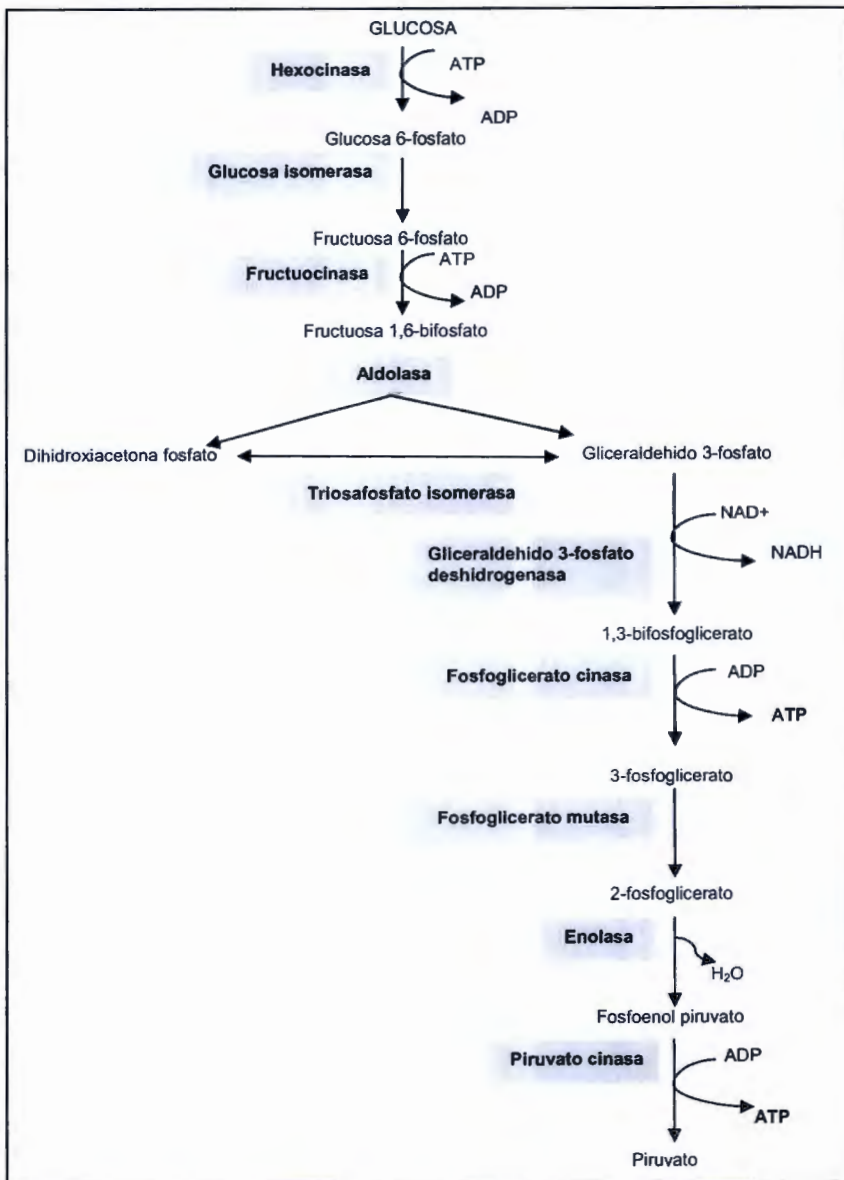 GLUCOSA
Hexocinasa
ATP
ADP
Glucosa 6-fosfato
Glucosa isomerasa
Fructuosa 6-fosfato
ATP
Fructuocinasa
ADP
Fructuosa 1,6-bifosfato
Aldolasa
Dihidroxiacetona fosfato
Gliceraldehido 3-fosfato
Triosafosfato isomerasa
NAD+
Gliceraldehido 3-fosfato
deshidrogenasa
NADH
1,3-bifosfoglicerato
Fosfoglicerato cinasa
ADP
ATP
3-fosfoglicerato
Fosfoglicerato mutasa
2-fosfoglicerato
Enolasa
H₂O
Fosfoenol piruvato
Piruvato cinasa
ADP
ATP
Piruvato